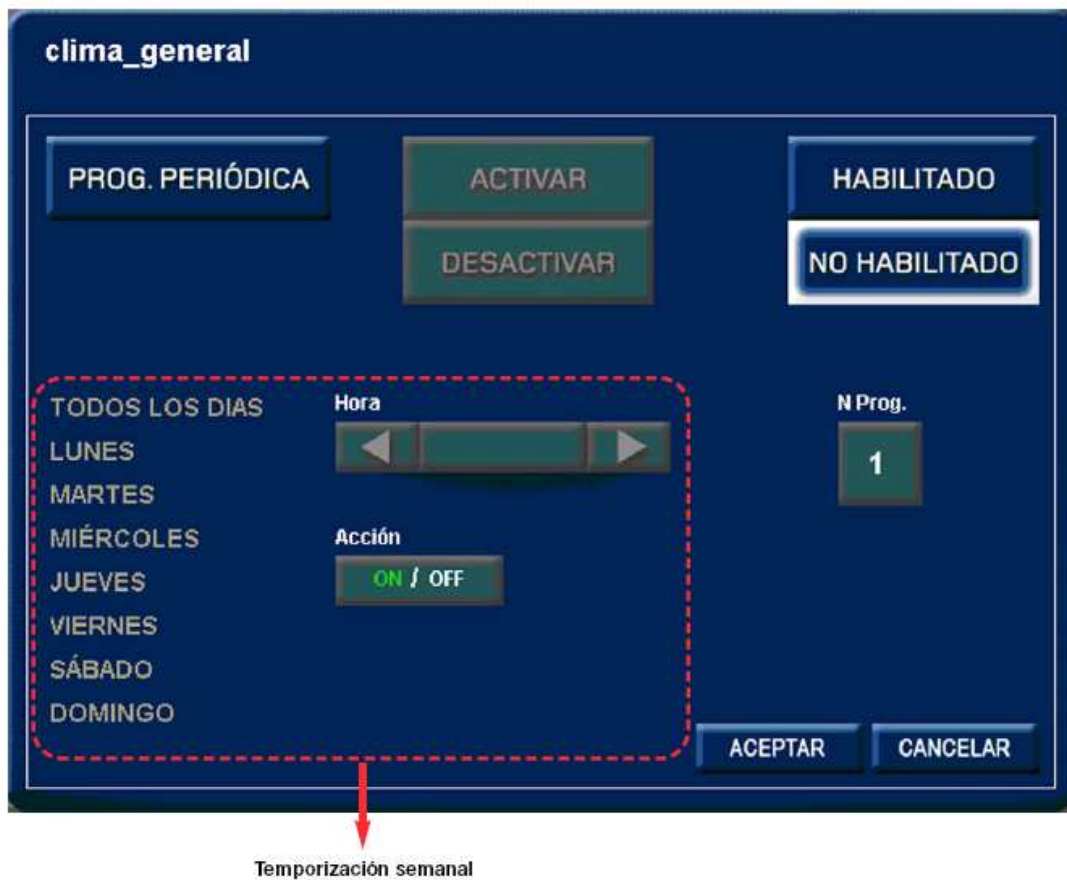 clima_general
PROG. PERIÓDICA
ACTIVAR
HABILITADO
DESACTIVAR
NO HABILITADO
TODOS LOS DIAS
Hora
N Prog.
LUNES
1
MARTES
MIÉRCOLES
Acción
JUEVES
ON / OFF
VIERNES
SÁBADO
DOMINGO
ACEPTAR
CANCELAR
Temporización semanal